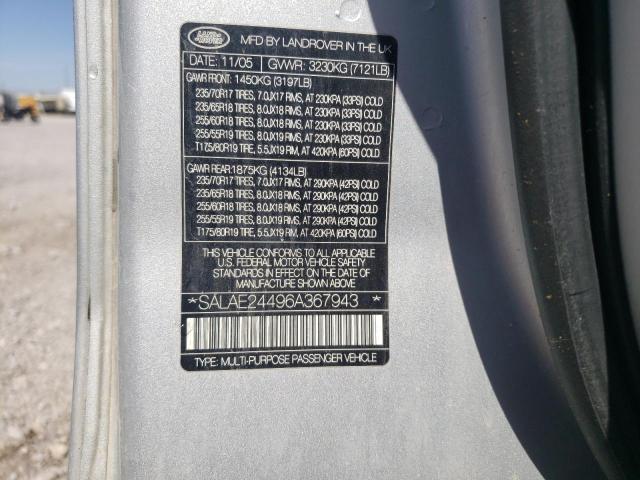 LAND ROVER
MFD BY LANDROVER IN THE UK
DATE: 11/05 GVWR: 3230KG (7121LB)
GAWR FRONT: 1450KG (3197LB)
235/70R17 TIRES, 7.0JX17 RIMS, AT 230KPA (33PSI) COLD
235/65R18 TIRES, 8.0JX18 RIMS, AT 230KPA (33PSI) COLD
255/60R18 TIRES, 8.0JX18 RIMS, AT 230KPA (33PSI) COLD
255/55R19 TIRES, 8.0JX19 RIMS, AT 230KPA (33PSI) COLD
T175/80R19 TIRE, 5.5JX19 RIM, AT 420KPA (60PSI) COLD
GAWR REAR:1875KG (4134LB)
235/70R17 TIRES, 7.0JX17 RIMS, AT 290KPA (42PSI) COLD
235/65R18 TIRES, 8.0JX18 RIMS, AT 290KPA (42PSI) COLD
255/60R18 TIRES, 8.0JX18 RIMS, AT 290KPA (42PSI) COLD
255/55R19 TIRES, 8.0JX19 RIMS, AT 290KPA (42PSI) COLD
T175/80R19 TIRE, 5.5JX19 RIM, AT 420KPA (60PSI) COLD
THIS VEHICLE CONFORMS TO ALL APPLICABLE
U.S. FEDERAL MOTOR VEHICLE SAFETY
STANDARDS IN EFFECT ON THE DATE OF
MANUFACTURE SHOWN ABOVE
*SALAE24496A367943 *
TYPE: MULTI-PURPOSE PASSENGER VEHICLE